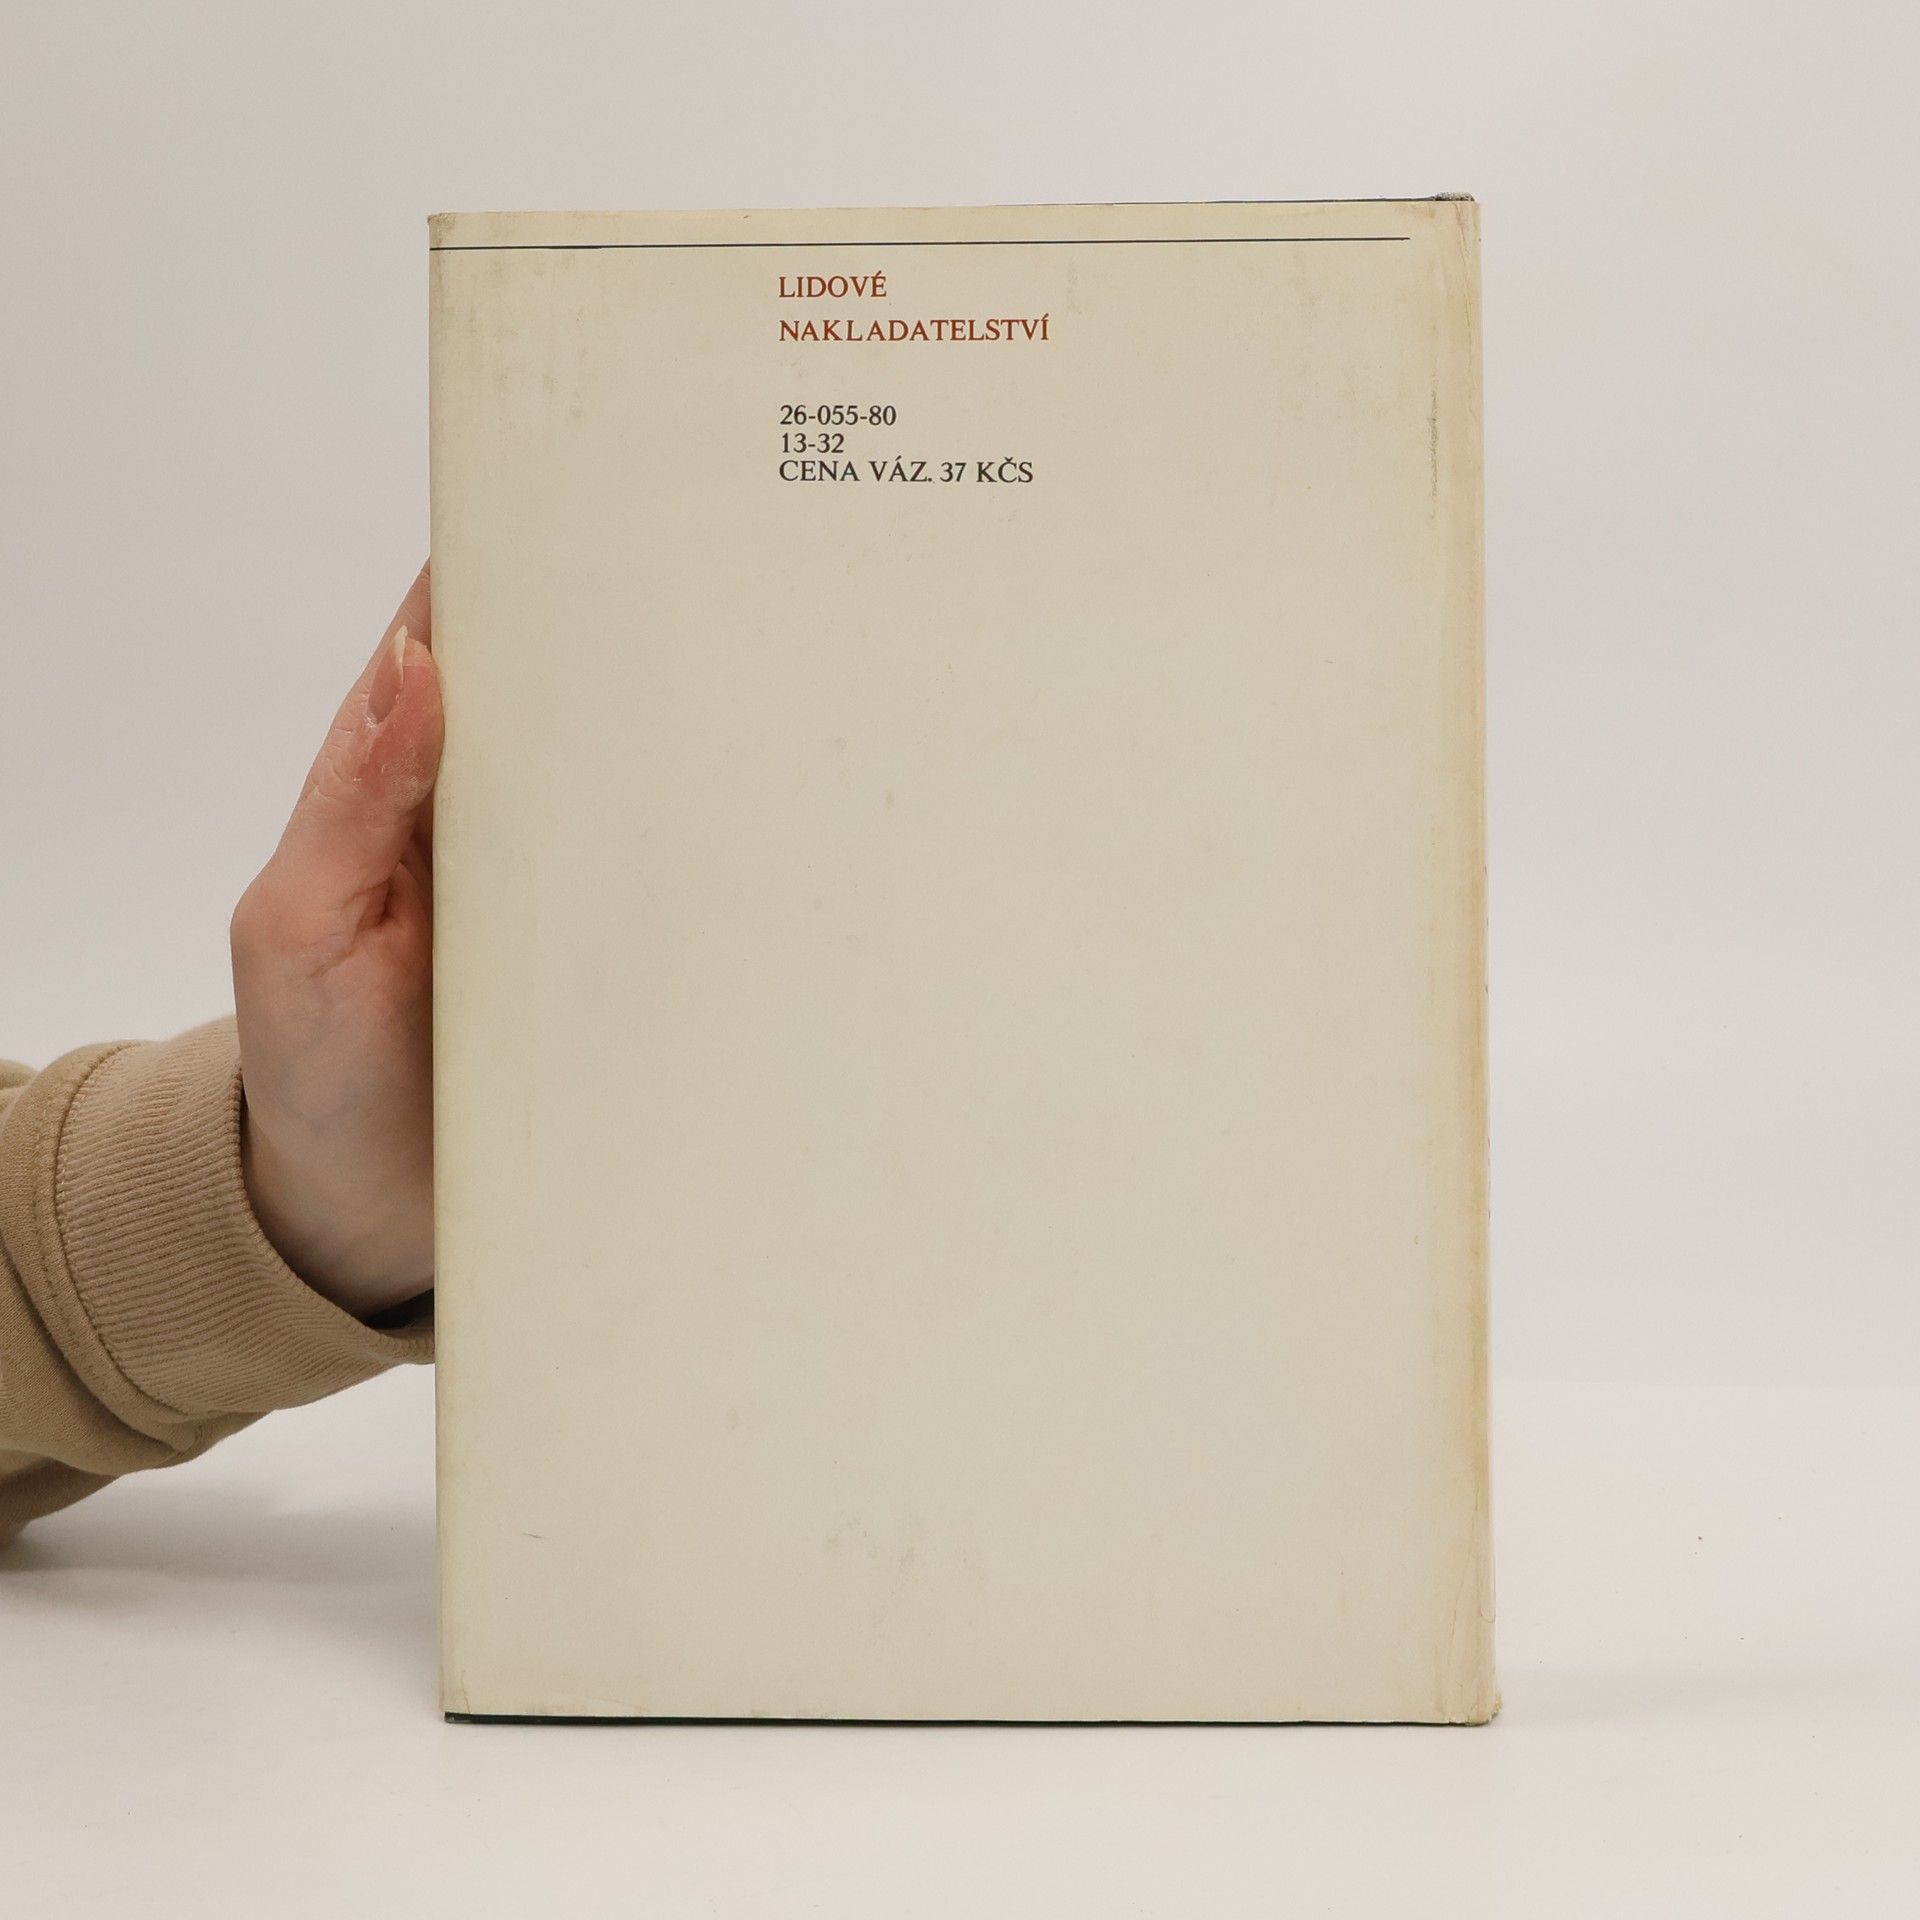 LIDOVÉ
NAKLADATELSTVÍ
26-055-80
13-32
CENA VÁZ. 37 KČS